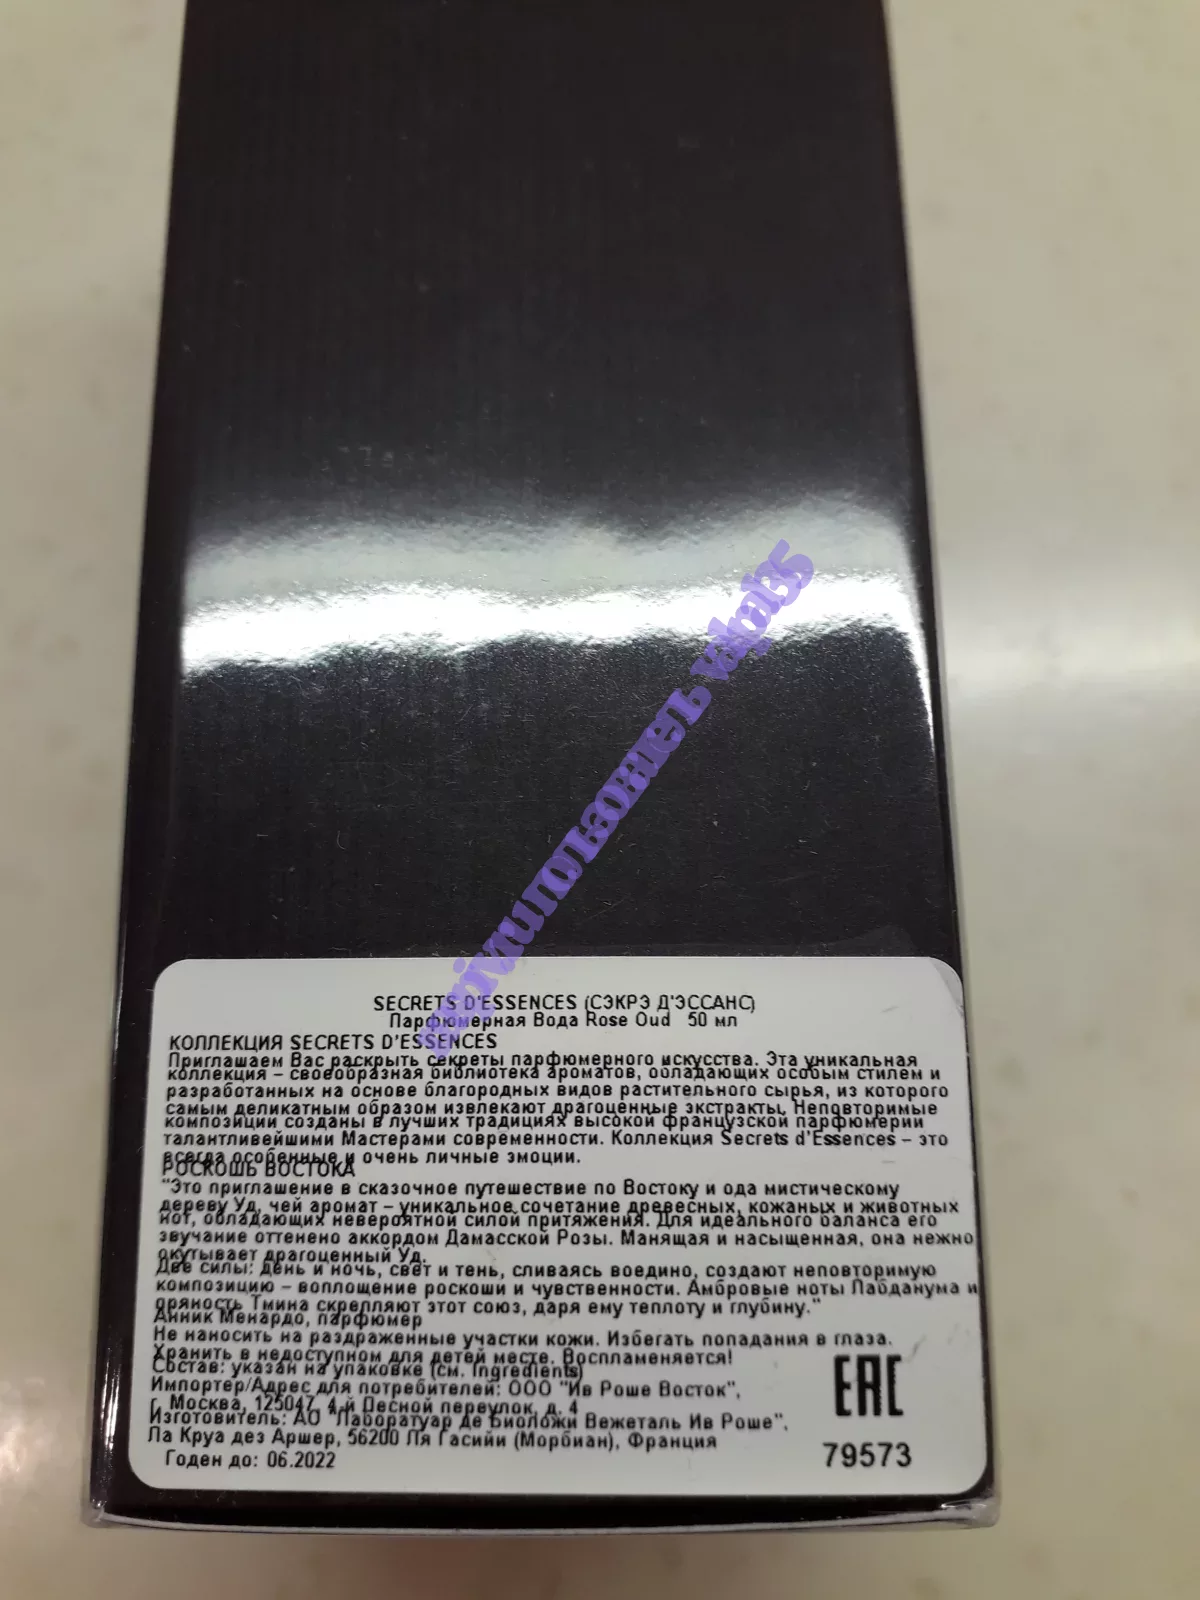 SECRETS D'ESSENCES (СЭКРЭ Д'ЭССАНС)
Парфюмерная Вода Rose Oud 50 мл
КОЛЛЕКЦИЯ SECRETS D'ESSENCES
Приглашаем Вас раскрыть секреты парфюмерного искусства. Эта уникальная
коллекция – своеобразная библиотека ароматов, обладающих особым стилем и
разработанных на основе благородных видов растительного сырья, из которого
самым деликатным образом извлекают драгоценные экстракты. Неповторимые
композиции созданы в лучших традициях высокой французской парфюмерии
талантливейшими Мастерами современности. Коллекция Secrets d'Essences – это
всегда особенные и очень личные эмоции.
РОСКОШЬ ВОСТОКА
"Это приглашение в сказочное путешествие по Востоку и ода мистическому
дереву Уд, чей аромат – уникальное сочетание древесных, кожаных и животных
нот, обладающих невероятной силой притяжения. Для идеального баланса его
звучание оттенено аккордом Дамасской Розы. Манящая и насыщенная, она нежно
окутывает драгоценный Уд.
Две силы: день и ночь, свет и тень, сливаясь воедино, создают неповторимую
композицию – воплощение роскоши и чувственности. Амбровые ноты Лабданума и
пряность Тмина скрепляют этот союз, даря ему теплоту и глубину."
Анник Менардо, парфюмер
Не наносить на раздраженные участки кожи. Избегать попадания в глаза.
Хранить в недоступном для детей месте. Воспламеняется!
Состав: указан на упаковке (см. Ingredients)
Импортер/Адрес для потребителей: ООО "Ив Роше Восток",
г. Москва, 125047, 4-й Лесной переулок, д. 4
Изготовитель: АО "Лаборатуар де Биоложи Вежеталь Ив Роше",
Ла Круа дез Аршер, 56200 Ля Гасийи (Морбиан), Франция
Годен до: 06.2022
EAC
79573